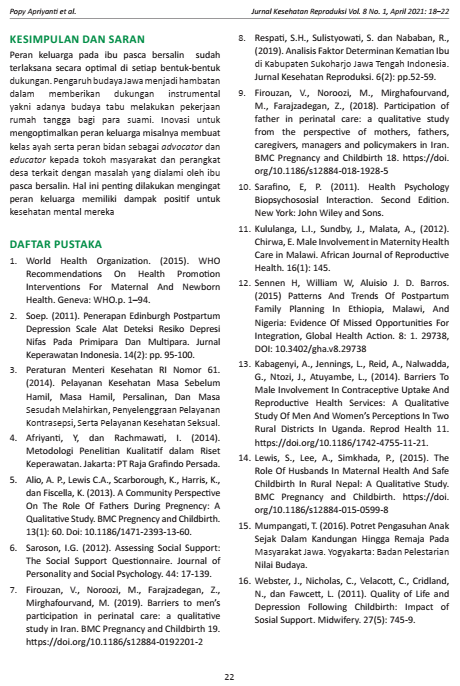 Popy Apriyanti et al.
Jurnal Kesehatan Reproduksi Vol. 8 No. 1, April 2021: 18–22
KESIMPULAN DAN SARAN
Peran keluarga pada ibu pasca bersalin sudah
terlaksana secara optimal di setiap bentuk-bentuk
dukungan. Pengaruh budaya Jawa menjadi hambatan
dalam memberikan dukungan instrumental
yakni adanya budaya tabu melakukan pekerjaan
rumah tangga bagi para suami. Inovasi untuk
mengoptimalkan peran keluarga misalnya membuat
kelas ayah serta peran bidan sebagai advocator dan
educator kepada tokoh masyarakat dan perangkat
desa terkait dengan masalah yang dialami oleh ibu
pasca bersalin. Hal ini penting dilakukan mengingat
peran keluarga memiliki dampak positif untuk
kesehatan mental mereka
DAFTAR PUSTAKA
1. World Health Organization. (2015). WHO
Recommendations On Health Promotion
Interventions For Maternal And Newborn
Health. Geneva: WHO.p. 1–94.
2. Soep. (2011). Penerapan Edinburgh Postpartum
Depression Scale Alat Deteksi Resiko Depresi
Nifas Pada Primipara Dan Multipara. Jurnal
Keperawatan Indonesia. 14(2): pp. 95-100.
3. Peraturan Menteri Kesehatan RI Nomor 61.
(2014). Pelayanan Kesehatan Masa Sebelum
Hamil, Masa Hamil, Persalinan, Dan Masa
Sesudah Melahirkan, Penyelenggraan Pelayanan
Kontrasepsi, Serta Pelayanan Kesehatan Seksual.
4. Afriyanti, Y, dan Rachmawati, I. (2014).
Metodologi Penelitian Kualitatif dalam Riset
Keperawatan. Jakarta: PT Raja Grafindo Persada.
5. Alio, A. P., Lewis C.A., Scarborough, K., Harris, K.,
dan Fiscella, K. (2013). A Community Perspective
On The Role Of Fathers During Pregnency: A
Qualitative Study. BMC Pregnency and Childbirth.
13(1): 60. Doi: 10.1186/1471-2393-13-60.
6. Saroson, I.G. (2012). Assessing Social Support:
The Social Support Questionnaire. Journal of
Personality and Social Psychology. 44: 17-139.
7. Firouzan, V., Noroozi, M., Farajzadegan, Z.,
Mirghafourvand, M. (2019). Barriers to men's
participation in perinatal care: a qualitative
study in Iran. BMC Pregnancy and Childbirth 19.
https://doi.org/10.1186/s12884-0192201-2
8. Respati, S.H., Sulistyowati, S. dan Nababan, R.,
(2019). Analisis Faktor Determinan Kematian Ibu
di Kabupaten Sukoharjo Jawa Tengah Indonesia.
Jurnal Kesehatan Reproduksi. 6(2): pp.52-59.
9. Firouzan, V., Noroozi, M., Mirghafourvand,
M., Farajzadegan, Z., (2018). Participation of
father in perinatal care: a qualitative study
from the perspective of mothers, fathers,
caregivers, managers and policymakers in Iran.
BMC Pregnancy and Childbirth 18. https://doi.
org/10.1186/s12884-018-1928-5
10. Sarafino, E, P. (2011). Health Psychology
Biopsychososial Interaction. Second Edition.
New York: John Wiley and Sons.
11. Kululanga, L.I., Sundby, J., Malata, A., (2012).
Chirwa, E. Male Involvement in Maternity Health
Care in Malawi. African Journal of Reproductive
Health. 16(1): 145.
12. Sennen H, William W, Aluisio J. D. Barros.
(2015) Patterns And Trends Of Postpartum
Family Planning In Ethiopia, Malawi, And
Nigeria: Evidence Of Missed Opportunities For
Integration, Global Health Action. 8: 1. 29738,
DOI: 10.3402/gha.v8.29738
13. Kabagenyi, A., Jennings, L., Reid, A., Nalwadda,
G., Ntozi, J., Atuyambe, L., (2014). Barriers To
Male Involvement In Contraceptive Uptake And
Reproductive Health Services: A Qualitative
Study Of Men And Women's Perceptions In Two
Rural Districts In Uganda. Reprod Health 11.
https://doi.org/10.1186/1742-4755-11-21.
14. Lewis, S., Lee, A., Simkhada, P., (2015). The
Role Of Husbands In Maternal Health And Safe
Childbirth In Rural Nepal: A Qualitative Study.
BMC Pregnancy and Childbirth. https://doi.
org/10.1186/s12884-015-0599-8
15. Mumpangati, T. (2016). Potret Pengasuhan Anak
Sejak Dalam Kandungan Hingga Remaja Pada
Masyarakat Jawa. Yogyakarta: Badan Pelestarian
Nilai Budaya.
16. Webster, J., Nicholas, C., Velacott, C., Cridland,
N., dan Fawcett, L. (2011). Quality of Life and
Depression Following Childbirth: Impact of
Sosial Support. Midwifery. 27(5): 745-9.
22